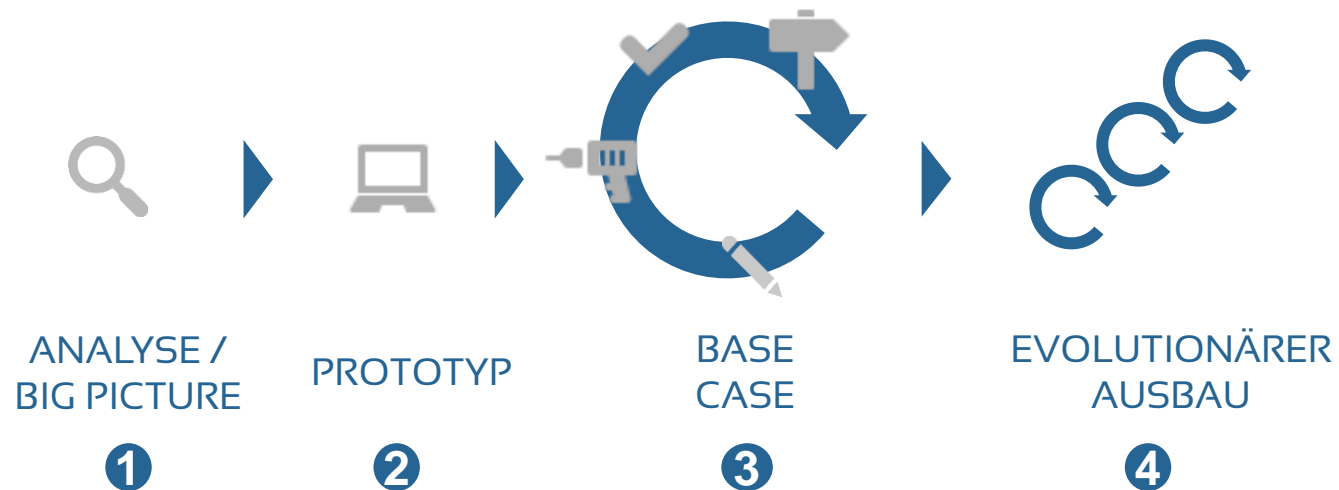 ANALYSE /
BIG PICTURE
PROTOTYP
BASE
CASE
EVOLUTIONÄRER
AUSBAU
1
2
3
4